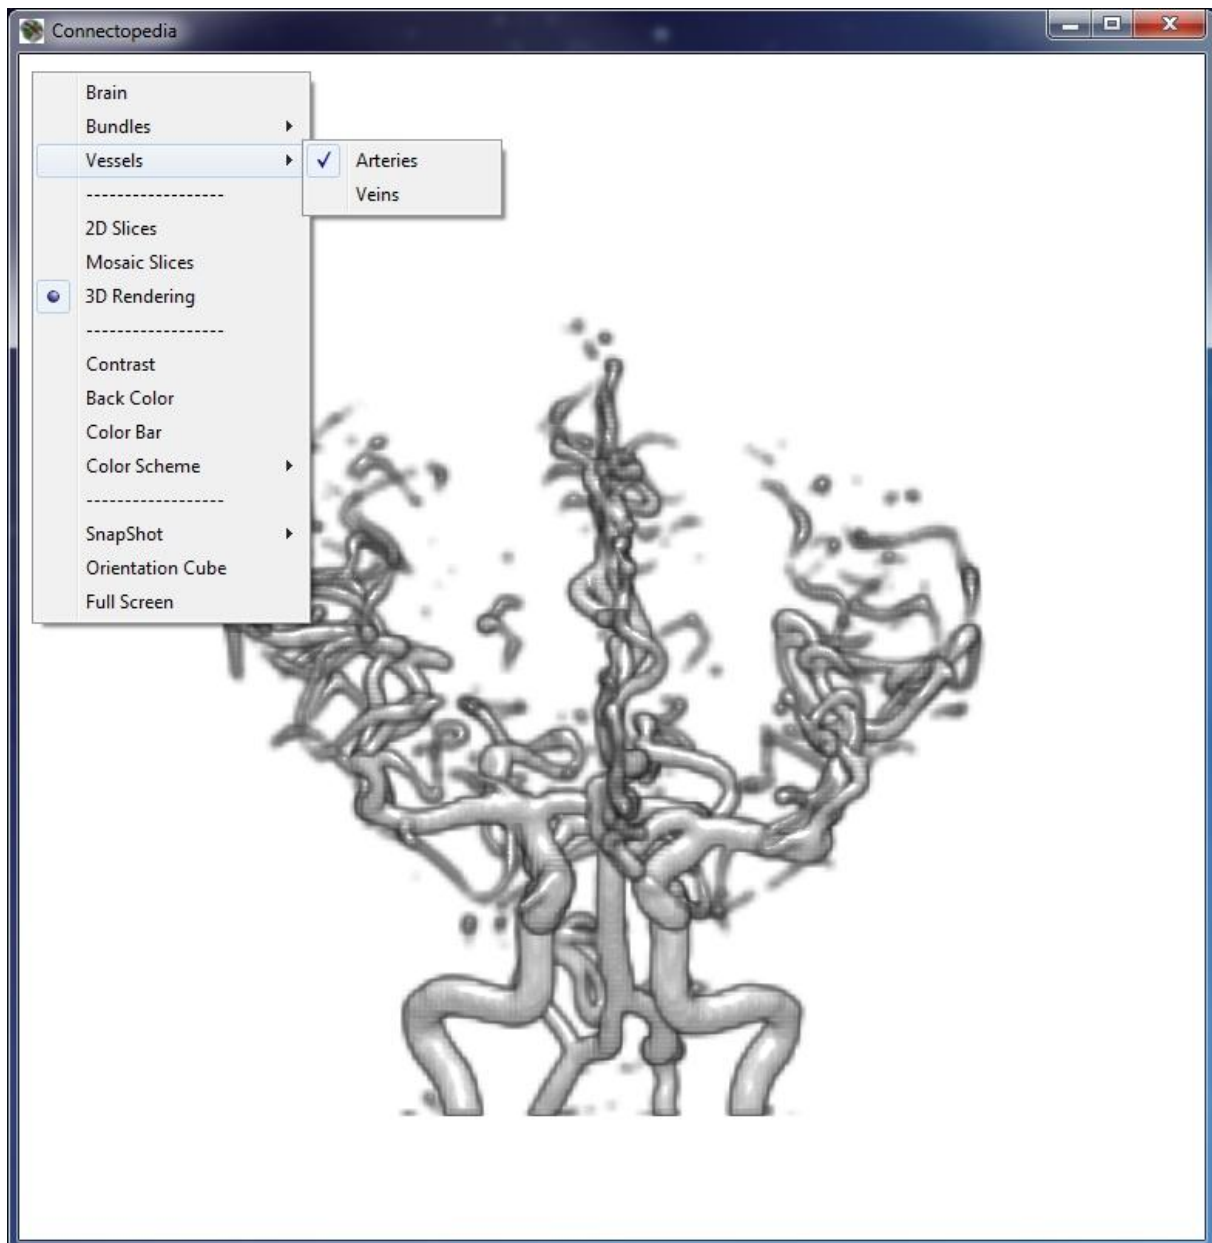 Connectopedia
Brain
Bundles
Vessels
Arteries
Veins
------------------
2D Slices
Mosaic Slices
3D Rendering
------------------
Contrast
Back Color
Color Bar
Color Scheme
------------------
SnapShot
Orientation Cube
Full Screen